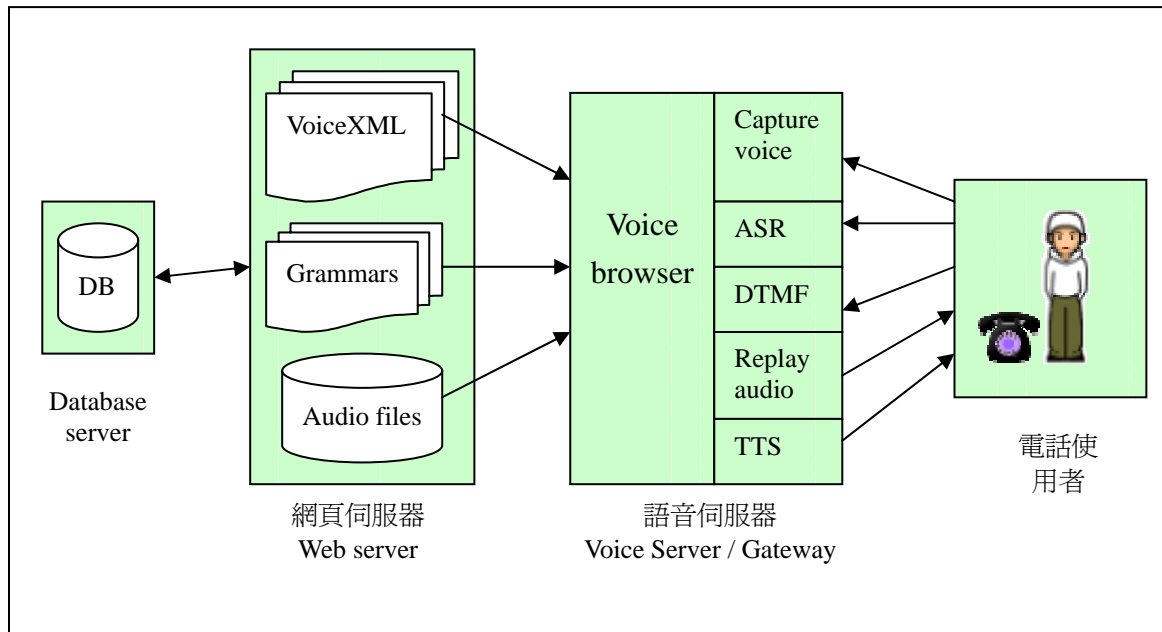 DB
Database
server
VoiceXML
Grammars
Audio files
網頁伺服器
Web server
Voice
browser
Capture
voice
ASR
DTMF
Replay
audio
TTS
語音伺服器
Voice Server / Gateway
電話使
用者